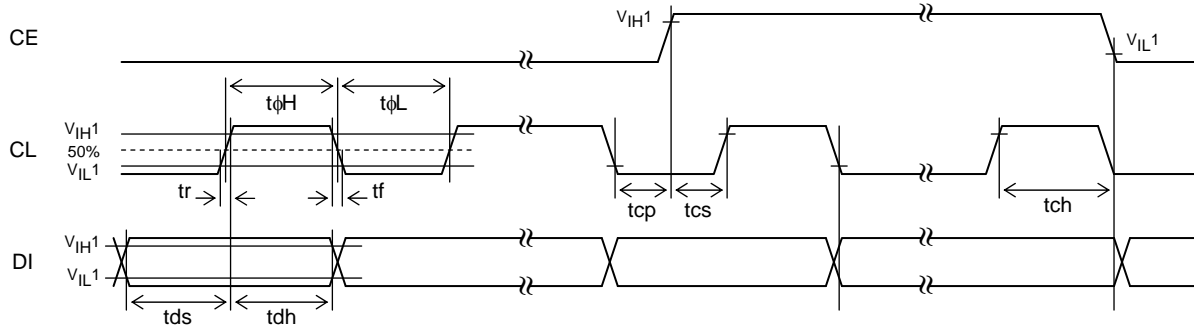 CE
VIH1
VIL1
tφH
tφL
CL
VIH1
50%
VIL1
tr
tf
tcp
tcs
tch
DI
VIH1
VIL1
tds
tdh